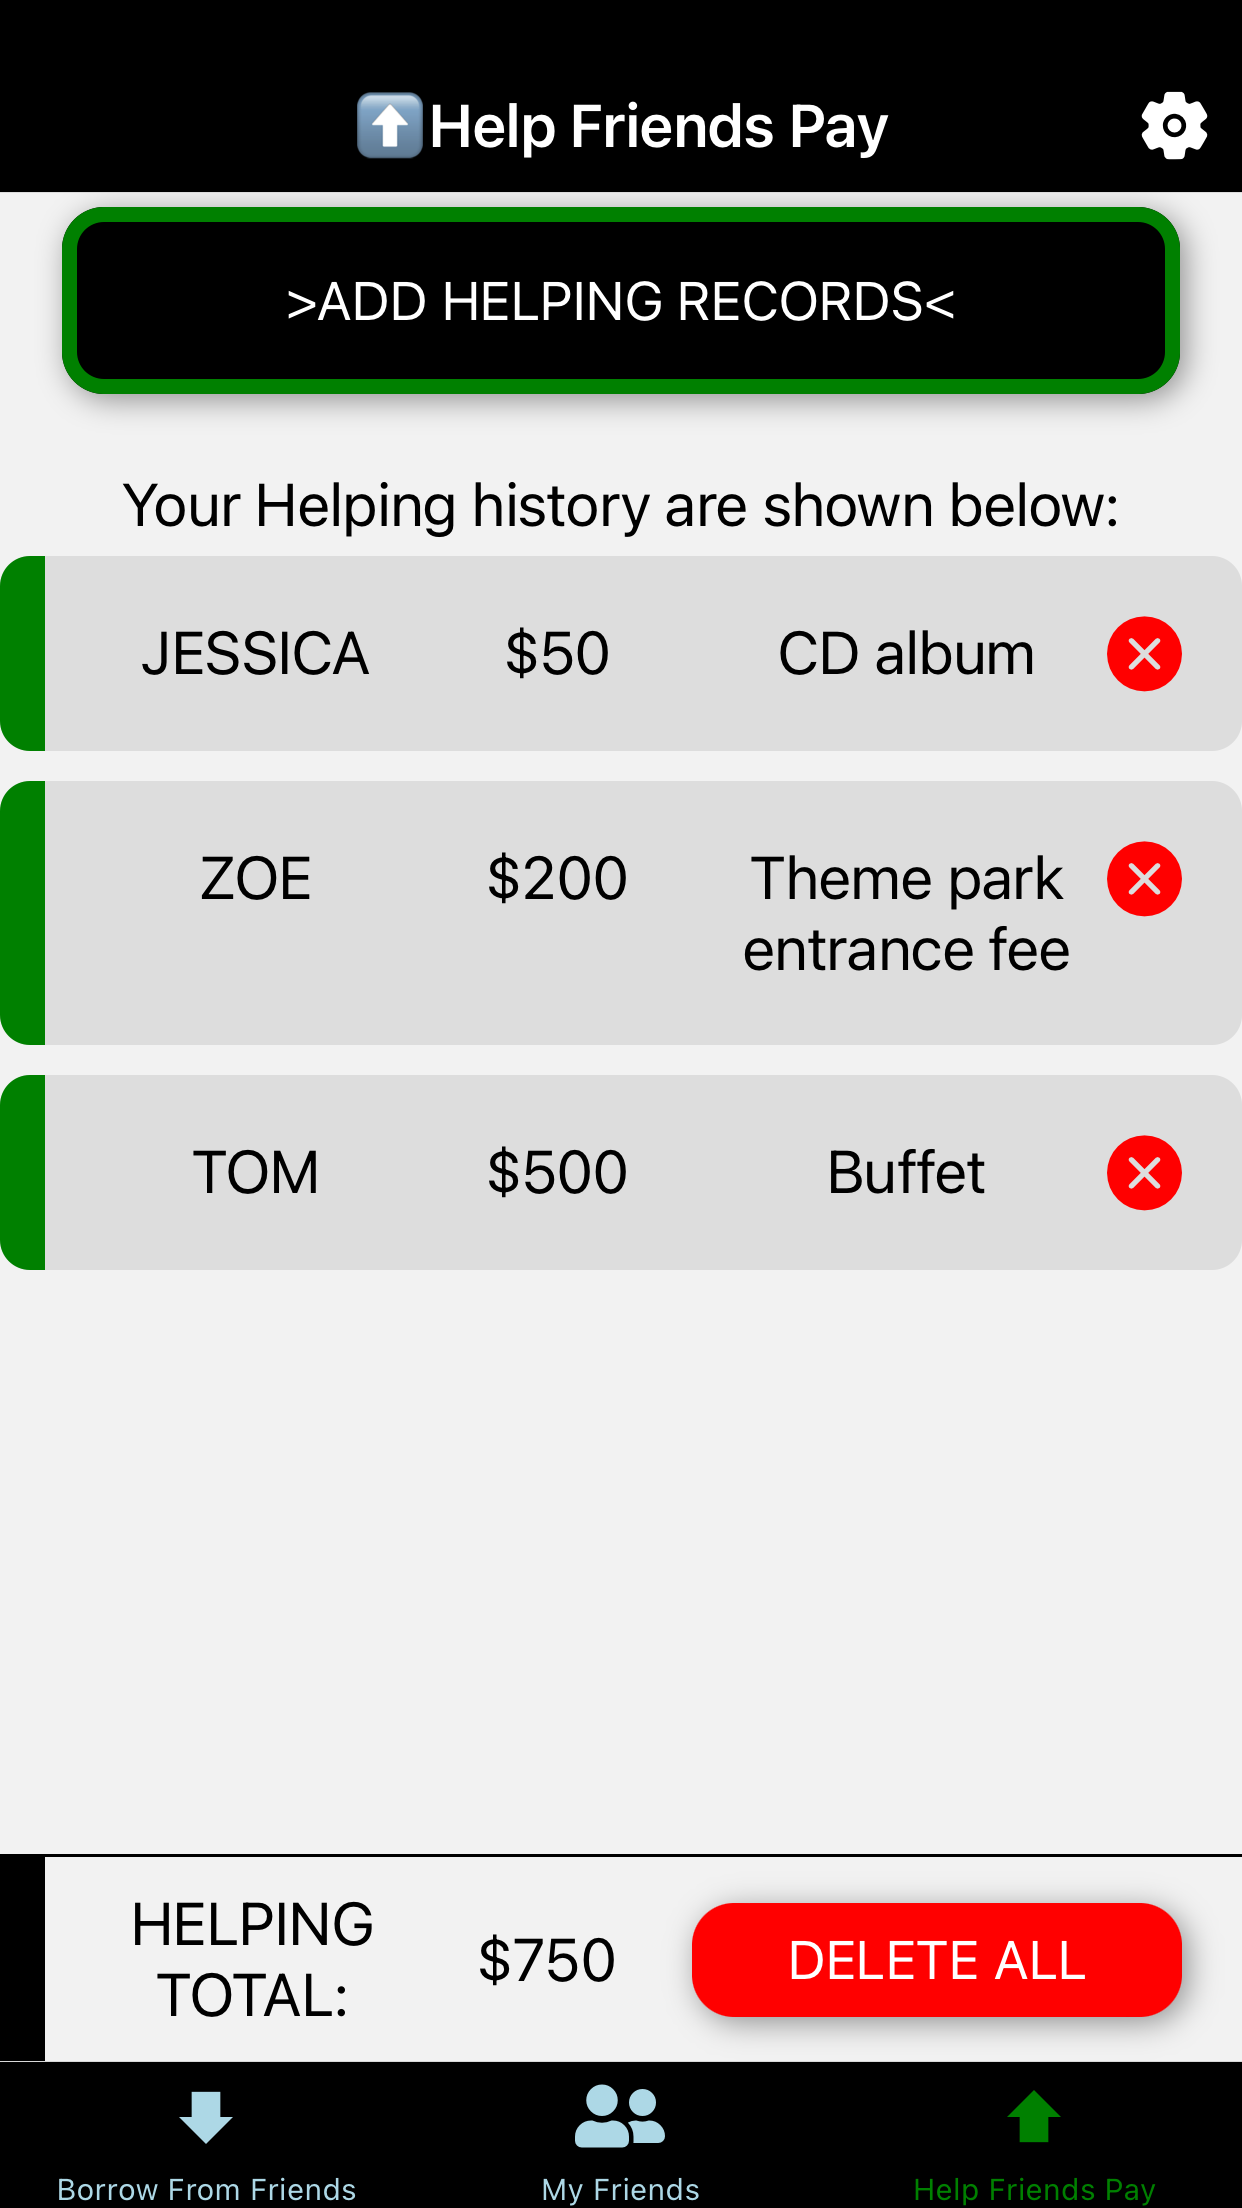 ⬆️Help Friends Pay
>ADD HELPING RECORDS<
Your Helping history are shown below:
JESSICA $50 CD album
ZOE $200 Theme park
entrance fee
TOM $500 Buffet
HELPING
TOTAL:
$750
DELETE ALL
Borrow From Friends
My Friends
Help Friends Pay